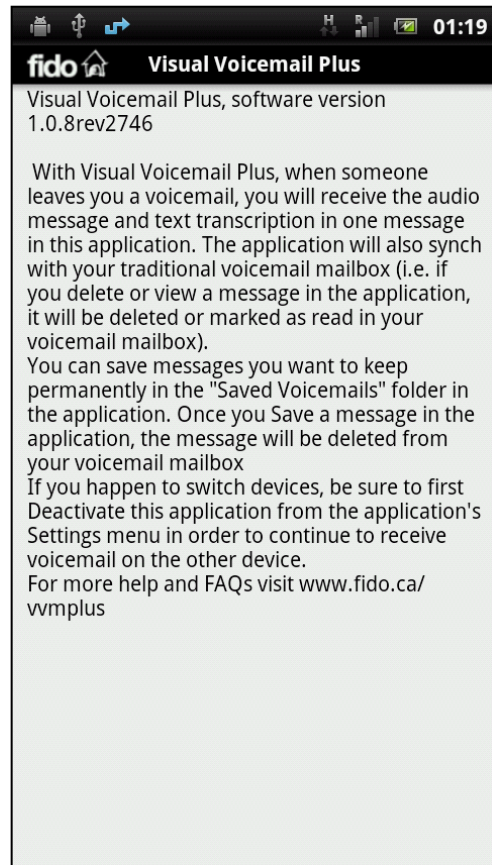 H R 01:19
fido Visual Voicemail Plus
Visual Voicemail Plus, software version
1.0.8rev2746
With Visual Voicemail Plus, when someone
leaves you a voicemail, you will receive the audio
message and text transcription in one message
in this application. The application will also synch
with your traditional voicemail mailbox (i.e. if
you delete or view a message in the application,
it will be deleted or marked as read in your
voicemail mailbox).
You can save messages you want to keep
permanently in the "Saved Voicemails" folder in
the application. Once you Save a message in the
application, the message will be deleted from
your voicemail mailbox
If you happen to switch devices, be sure to first
Deactivate this application from the application's
Settings menu in order to continue to receive
voicemail on the other device.
For more help and FAQs visit www.fido.ca/
vvmplus